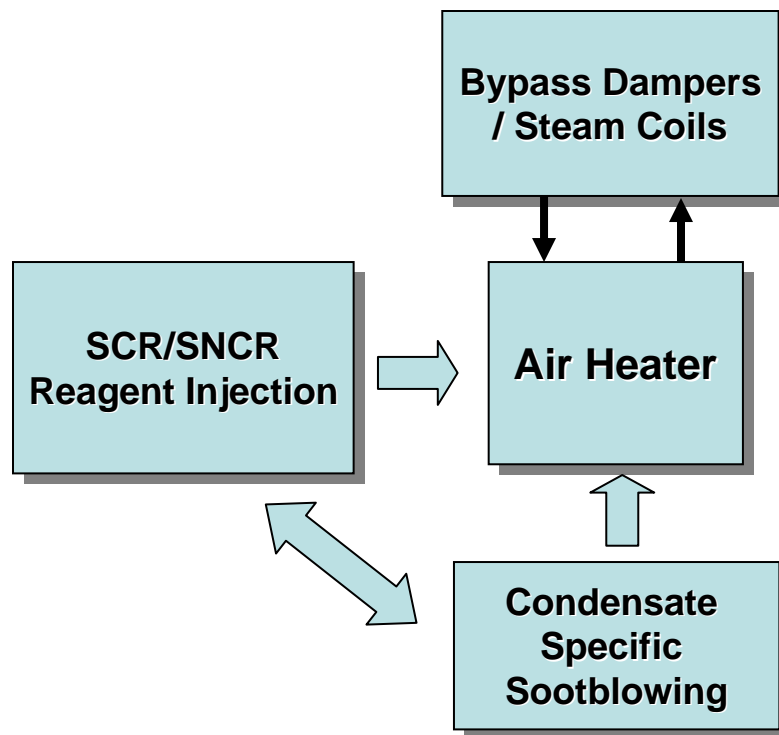 Bypass Dampers
/ Steam Coils
SCR/SNCR
Reagent Injection
Air Heater
Condensate
Specific
Sootblowing